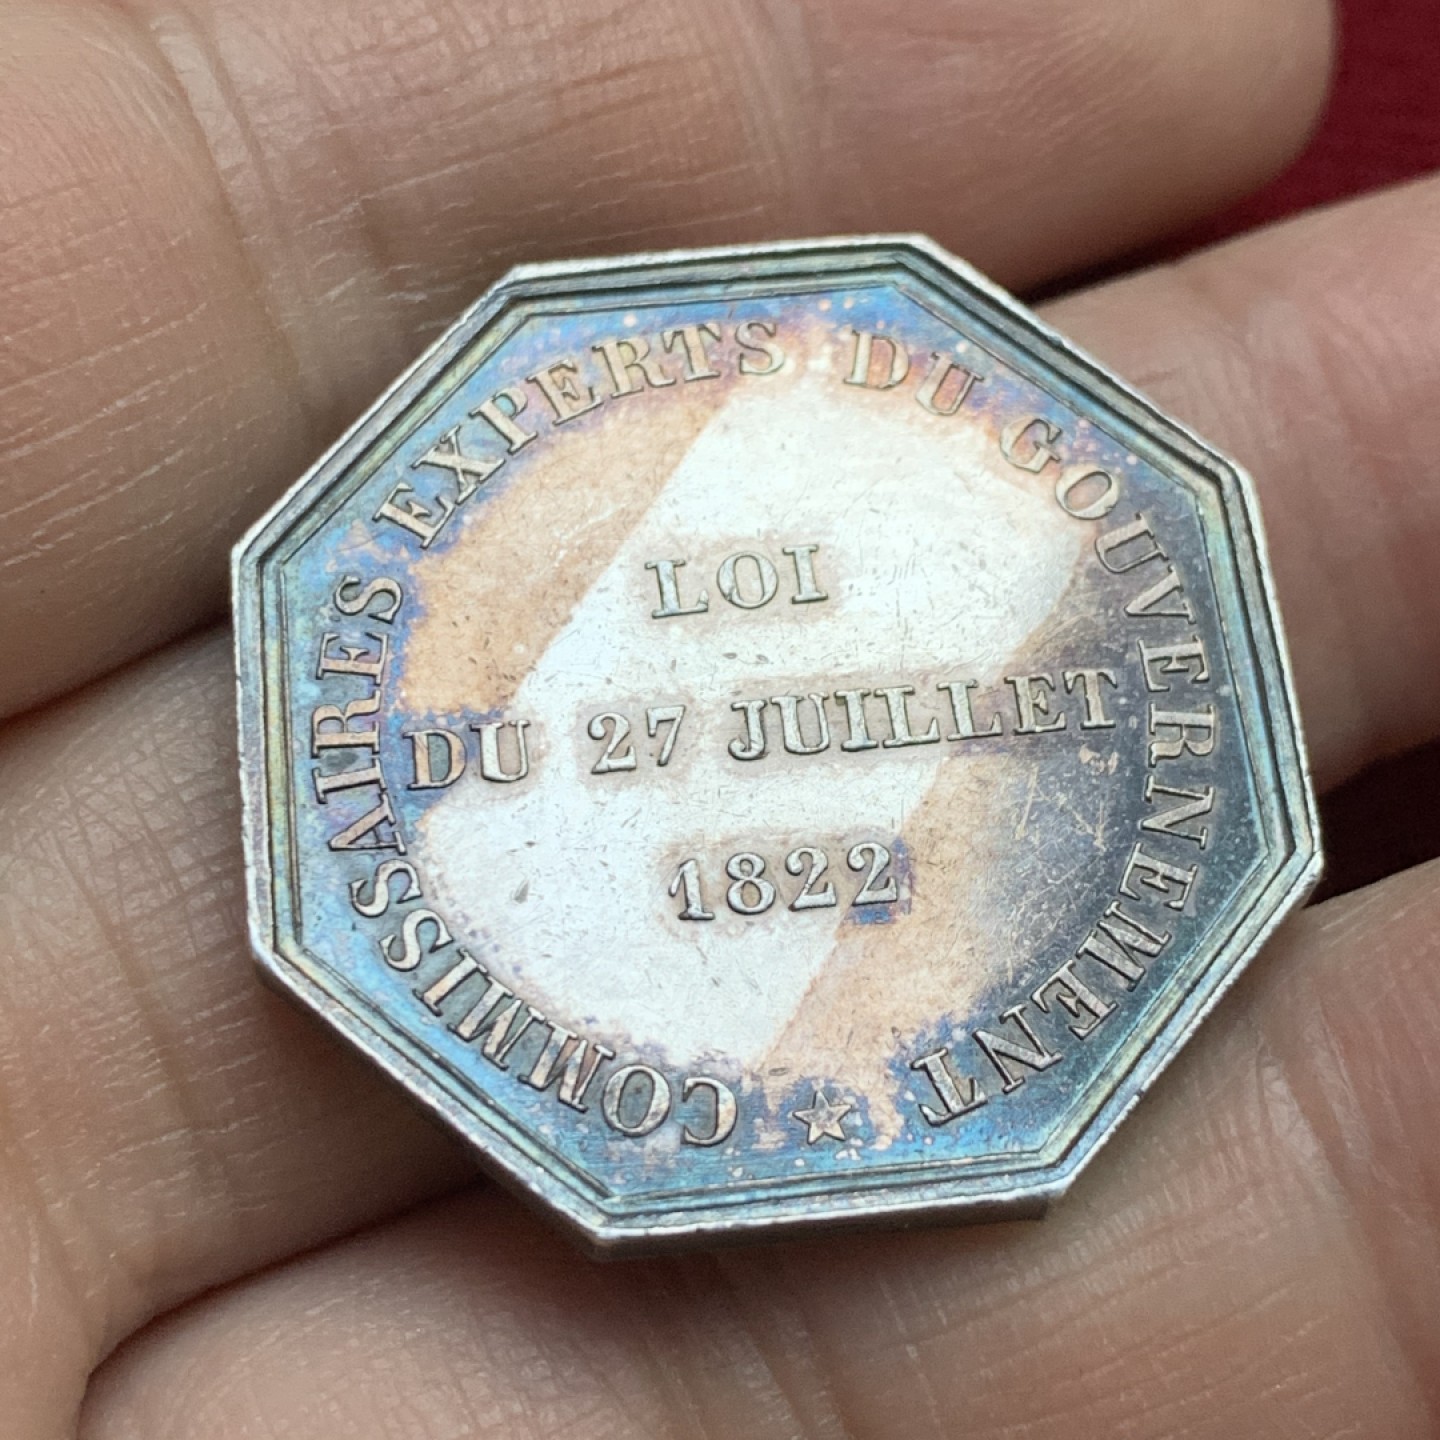 COMMISSAIRES EXPERTS DU GOUVERNEMENT
LOI
DU 27 JUILLET
1822